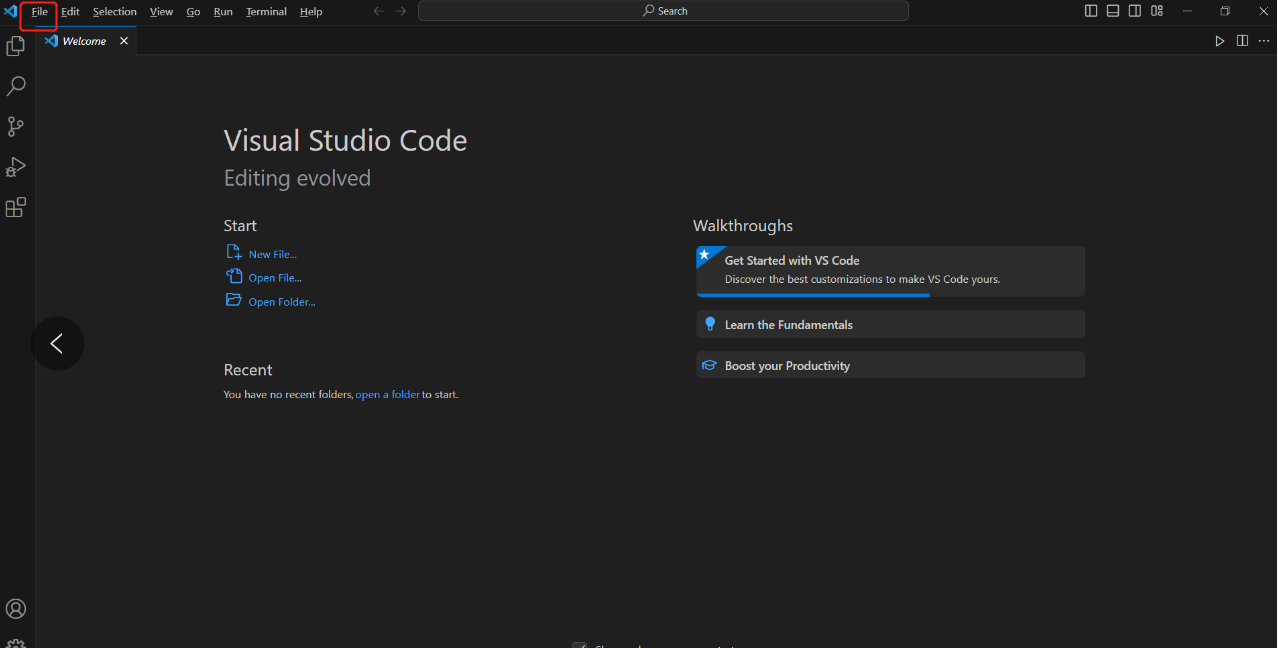 File Edit Selection View Go Run Terminal Help Search
Welcome
Visual Studio Code
Editing evolved
Start
New File...
Open File...
Open Folder...
Recent
You have no recent folders, open a folder to start.
Walkthroughs
Get Started with VS Code
Discover the best customizations to make VS Code yours.
Learn the Fundamentals
Boost your Productivity